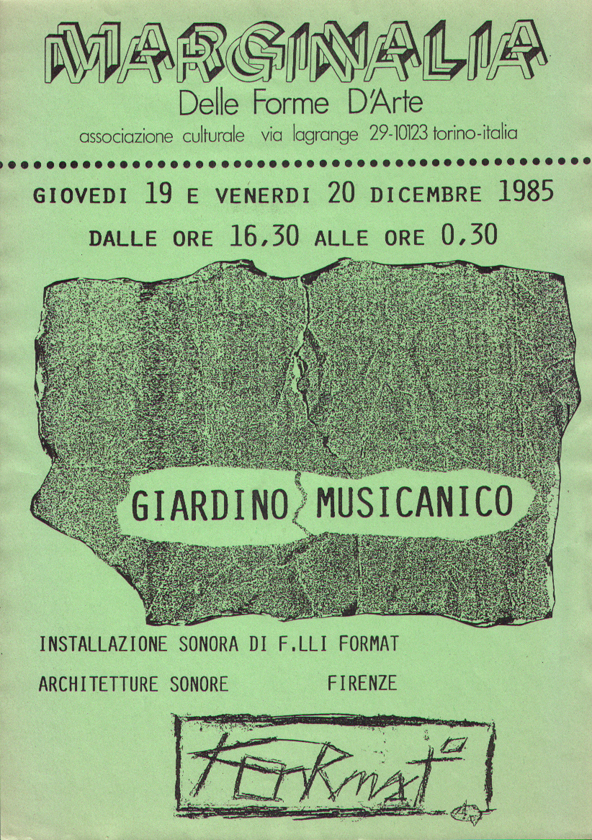 MARGINALIA
Delle Forme D'Arte
associazione culturale via lagrange 29-10123 torino-italia
GIOVEDI 19 E VENERDI 20 DICEMBRE 1985
DALLE ORE 16,30 ALLE ORE 0,30
GIARDINO MUSICANICO
INSTALLAZIONE SONORA DI F.LLI FORMAT
ARCHITETTURE SONORE FIRENZE
FORMAT